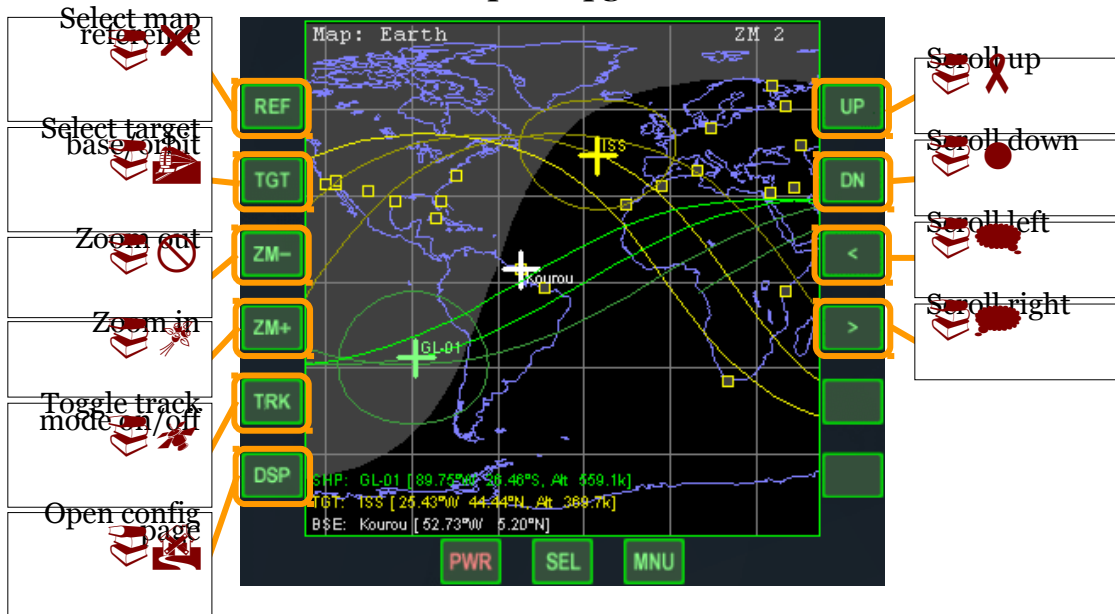 Select map
reference
Select target
base/orbit
Zoom out
Zoom in
Toggle track
mode on/off
Open config
page
REF
TGT
ZM-
ZM+
TRK
DSP
Map: Earth ZM 2
ISS
Kourou
GL-01
SHP: GL-01 [ 89.75°W 26.46°S, Alt 559.1k]
TGT: ISS [ 25.43°W 44.44°N, Alt 369.7k]
BSE: Kourou [ 52.73°W 5.20°N]
PWR SEL MNU
UP
DN
<
>
Scroll up
Scroll down
Scroll left
Scroll right